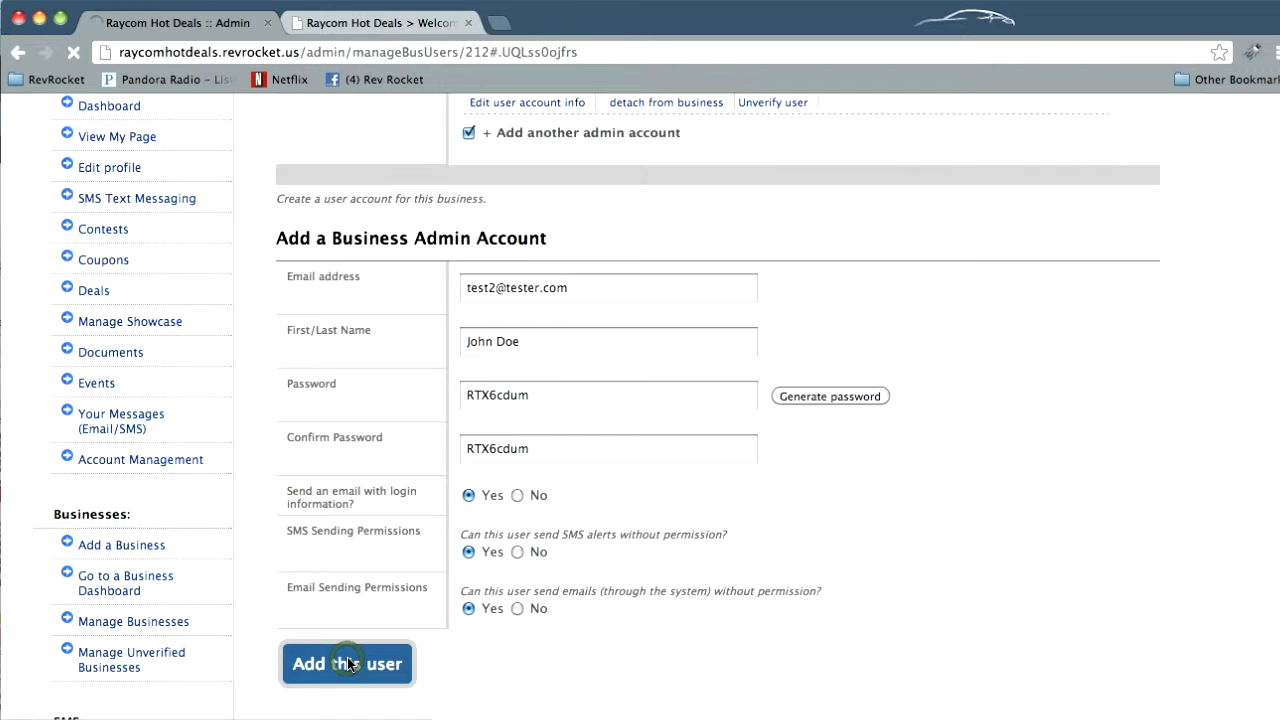 Raycom Hot Deals :: Admin
Raycom Hot Deals > Welcom
raycomhotdeals.revrocket.us/admin/manageBusUsers/212#.UQLss0ojfrs
RevRocket
Pandora Radio – Lis
Netflix
(4) Rev Rocket
Other Bookmar
Dashboard
View My Page
Edit profile
SMS Text Messaging
Contests
Coupons
Deals
Manage Showcase
Documents
Events
Your Messages
(Email/SMS)
Account Management
Businesses:
Add a Business
Go to a Business
Dashboard
Manage Businesses
Manage Unverified
Businesses
Edit user account info
detach from business
Unverify user
+ Add another admin account
Create a user account for this business.
Add a Business Admin Account
Email address
test2@tester.com
First/Last Name
John Doe
Password
RTX6cdum
Generate password
Confirm Password
RTX6cdum
Send an email with login
information?
Yes No
SMS Sending Permissions
Can this user send SMS alerts without permission?
Yes No
Email Sending Permissions
Can this user send emails (through the system) without permission?
Yes No
Add this user